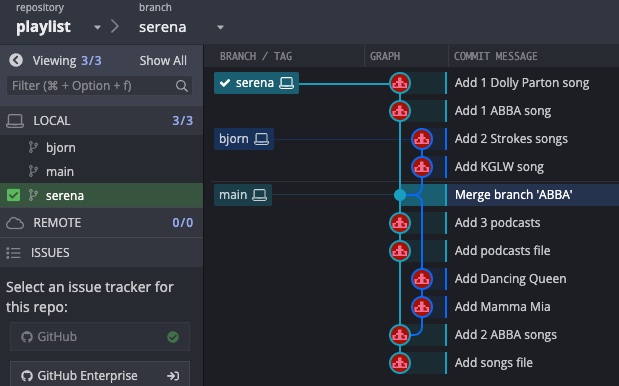 repository
branch
playlist
serena
Viewing 3/3
Show All
Filter (⌘ + Option + f)
LOCAL
3/3
bjorn
main
serena
REMOTE
0/0
ISSUES
Select an issue tracker for
this repo:
GitHub
GitHub Enterprise
BRANCH / TAG
GRAPH
COMMIT MESSAGE
serena
Add 1 Dolly Parton song
Add 1 ABBA song
bjorn
Add 2 Strokes songs
Add KGLW song
main
Merge branch 'ABBA'
Add 3 podcasts
Add podcasts file
Add Dancing Queen
Add Mamma Mia
Add 2 ABBA songs
Add songs file